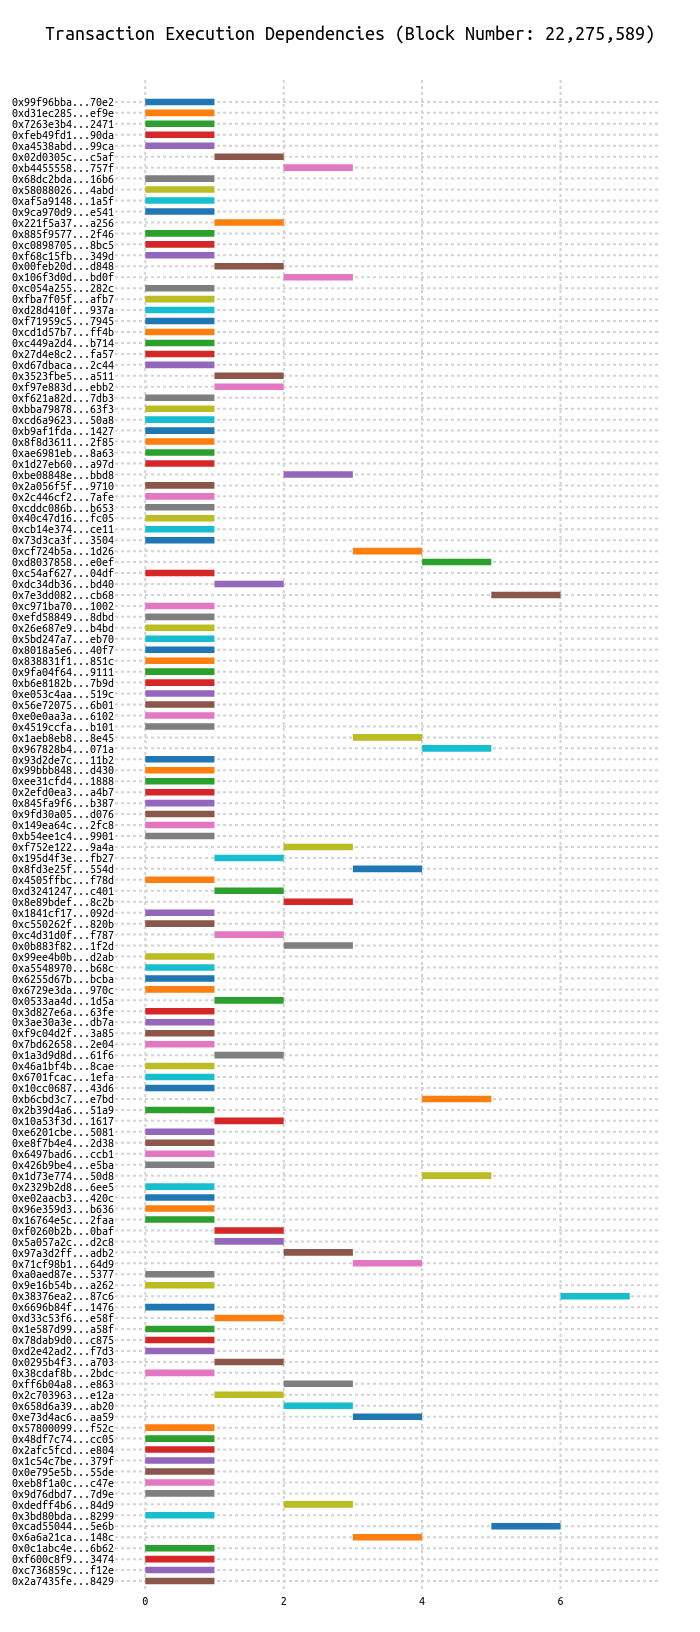 Transaction Execution Dependencies (Block Number: 22,275,589)
0x99f96bba...70e2
0xd31ec285...ef9e
0x7263e3b4...2471
0xfeb49fd1...90da
0xa4538abd...99ca
0x02d0305c...c5af
0xb4455558...757f
0x68dc2bda...16b6
0x58088026...4abd
0xaf5a9148...1a5f
0x9ca970d9...e541
0x221f5a37...a256
0x885f9577...2f46
0xc0898705...8bc5
0xf68c15fb...349d
0x00feb20d...d848
0x106f3d0d...bd0f
0xc054a255...282c
0xfba7f05f...afb7
0xd28d410f...937a
0xf71959c5...7945
0xcd1d57b7...ff4b
0xc449a2d4...b714
0x27d4e8c2...fa57
0xd67dbaca...2c44
0x3523fbe5...a511
0xf97e883d...ebb2
0xf621a82d...7db3
0xbba79878...63f3
0xcd6a9623...50a8
0xb9af1fda...1427
0x8f8d3611...2f85
0xae6981eb...8a63
0x1d27eb60...a97d
0xbe08848e...bbd8
0x2a056f5f...9710
0x2c446cf2...7afe
0xcddc086b...b653
0x40c47d16...fc05
0xcb14e374...ce11
0x73d3ca3f...3504
0xcf724b5a...1d26
0xd8037858...e0ef
0xc54af627...04df
0xdc34db36...bd40
0x7e3dd082...cb68
0xc971ba70...1002
0xefd58849...8dbd
0x26e687e9...b4bd
0x5bd247a7...eb70
0x8018a5e6...40f7
0x838831f1...851c
0x9fa04f64...9111
0xb6e8182b...7b9d
0xe053c4aa...519c
0x56e72075...6b01
0xe0e0aa3a...6102
0x4519ccfa...b101
0x1aeb8eb8...8e45
0x967828b4...071a
0x93d2de7c...11b2
0x99bbb848...d430
0xee31cfd4...1888
0x2efd0ea3...a4b7
0x845fa9f6...b387
0x9fd30a05...d076
0x149ea64c...2fc8
0xb54ee1c4...9901
0xf752e122...9a4a
0x195d4f3e...fb27
0x8fd3e25f...554d
0x4505ffbc...f78d
0xd3241247...c401
0x8e89bdef...8c2b
0x1841cf17...092d
0xc550262f...820b
0xc4d31d0f...f787
0x0b883f82...1f2d
0x99ee4b0b...d2ab
0xa5548970...b68c
0x6255d67b...bcba
0x6729e3da...970c
0x0533aa4d...1d5a
0x3d827e6a...63fe
0x3ae30a3e...db7a
0xf9c04d2f...3a85
0x7bd62658...2e04
0x1a3d9d8d...61f6
0x46a1bf4b...8cae
0x6701fcac...1efa
0x10cc0687...43d6
0xb6cbd3c7...e7bd
0x2b39d4a6...51a9
0x10a53f3d...1617
0xe6201cbe...5081
0xe8f7b4e4...2d38
0x6497bad6...ccb1
0x426b9be4...e5ba
0x1d73e774...50d8
0x2329b2d8...6ee5
0xe02aacb3...420c
0x96e359d3...b636
0x16764e5c...2faa
0xf0260b2b...0baf
0x5a057a2c...d2c8
0x97a3d2ff...adb2
0x71cf98b1...64d9
0xa0aed87e...5377
0x9e16b54b...a262
0x38376ea2...87c6
0x6696b84f...1476
0xd33c53f6...e58f
0x1e587d99...a58f
0x78dab9d0...c875
0xd2e42ad2...f7d3
0x0295b4f3...a703
0x38cdaf8b...2bdc
0xff6b04a8...e863
0x2c703963...e12a
0x658d6a39...ab20
0xe73d4ac6...aa59
0x57800099...f52c
0x48df7c74...cc05
0x2afc5fcd...e804
0x1c54c7be...379f
0x0e795e5b...55de
0xeb8f1a0c...c47e
0x9d76dbd7...7d9e
0xdedff4b6...84d9
0x3bd80bda...8299
0xcad55044...5e6b
0x6a6a21ca...148c
0x0c1abc4e...6b62
0xf600c8f9...3474
0xc736859c...f12e
0x2a7435fe...8429
0 2 4 6